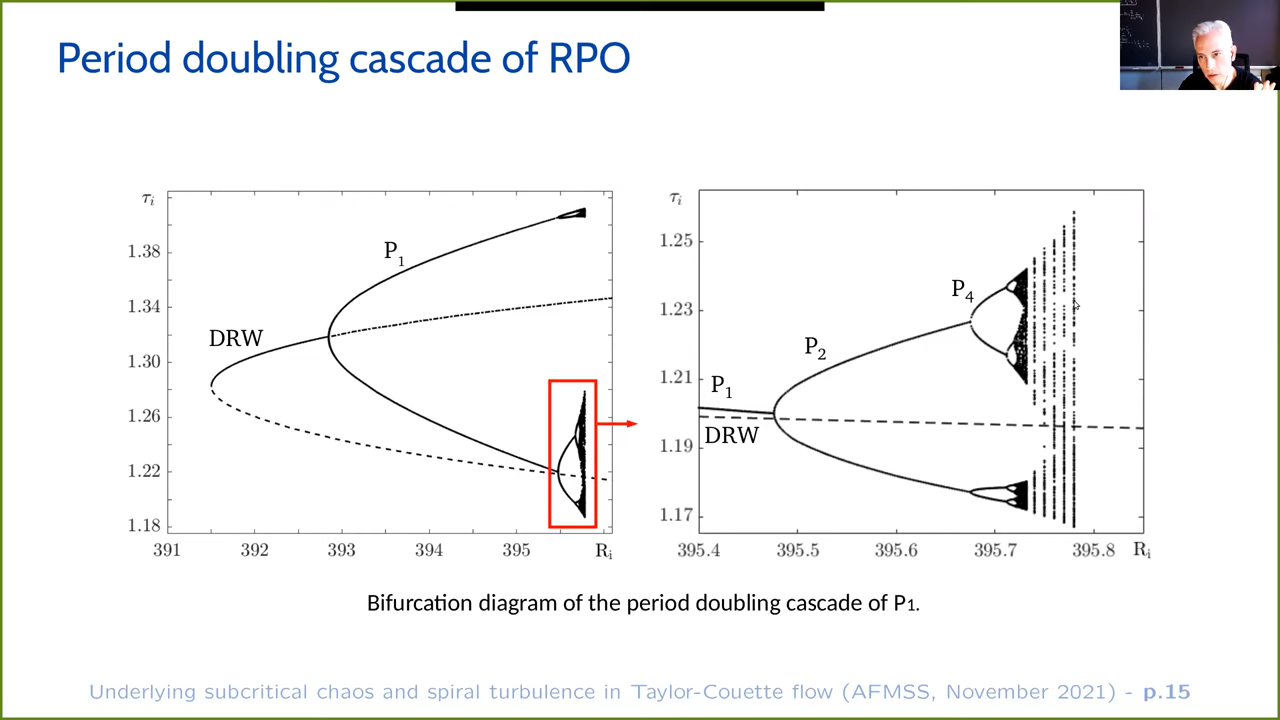 Period doubling cascade of RPO
τi
1.38
1.34
1.30
1.26
1.22
1.18
391 392 393 394 395 Ri
P1
DRW
τi
1.25
1.23
1.21
1.19
1.17
395.4 395.5 395.6 395.7 395.8 Ri
P4
P2
P1
DRW
Bifurcation diagram of the period doubling cascade of P1.
Underlying subcritical chaos and spiral turbulence in Taylor-Couette flow (AFMSS, November 2021) - p.15